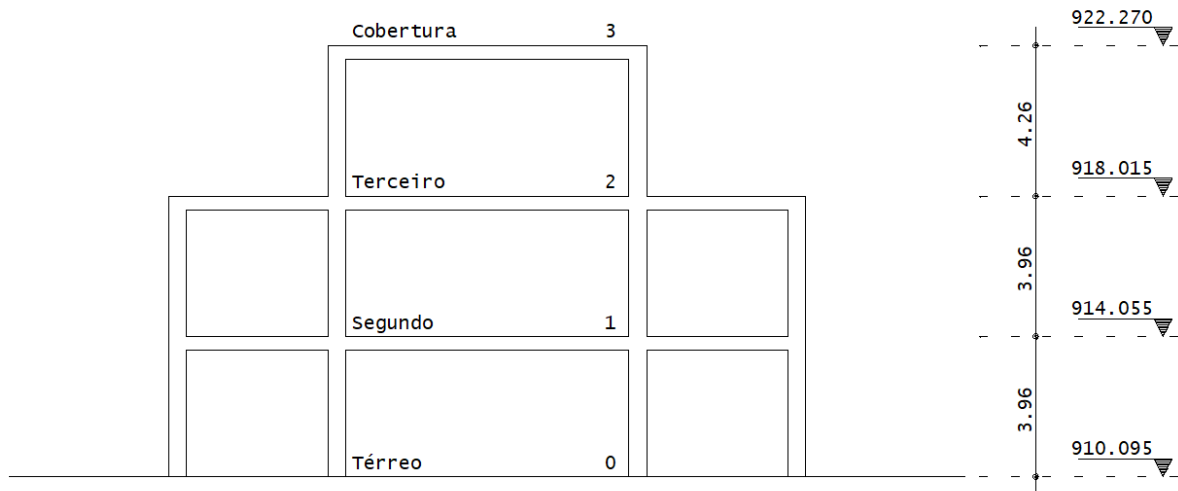 Cobertura 3
922.270
4.26
Terceiro 2
918.015
3.96
Segundo 1
914.055
3.96
Térreo 0
910.095